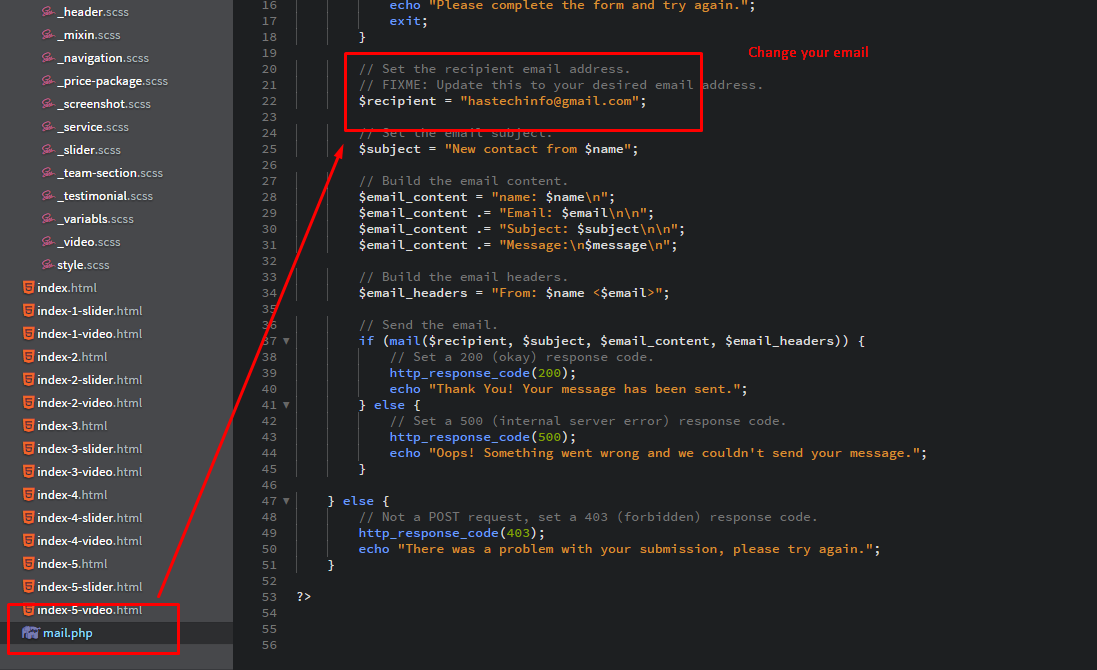 _header.scss
_mixin.scss
_navigation.scss
_price-package.scss
_screenshot.scss
_service.scss
_slider.scss
_team-section.scss
_testimonial.scss
_variabls.scss
_video.scss
style.scss
index.html
index-1-slider.html
index-1-video.html
index-2.html
index-2-slider.html
index-2-video.html
index-3.html
index-3-slider.html
index-3-video.html
index-4.html
index-4-slider.html
index-4-video.html
index-5.html
index-5-slider.html
index-5-video.html
mail.php
16 echo "Please complete the form and try again.";
17 exit;
18 }
19
20 // Set the recipient email address.
21 // FIXME: Update this to your desired email address.
22 $recipient = "hastechinfo@gmail.com";
23
24 // Set the email subject.
25 $subject = "New contact from $name";
26
27 // Build the email content.
28 $email_content = "name: $name\n";
29 $email_content .= "Email: $email\n\n";
30 $email_content .= "Subject: $subject\n\n";
31 $email_content .= "Message:\n$message\n";
32
33 // Build the email headers.
34 $email_headers = "From: $name <$email>";
35
36 // Send the email.
37 if (mail($recipient, $subject, $email_content, $email_headers)) {
38 // Set a 200 (okay) response code.
39 http_response_code(200);
40 echo "Thank You! Your message has been sent.";
41 } else {
42 // Set a 500 (internal server error) response code.
43 http_response_code(500);
44 echo "Oops! Something went wrong and we couldn't send your message.";
45 }
46
47 } else {
48 // Not a POST request, set a 403 (forbidden) response code.
49 http_response_code(403);
50 echo "There was a problem with your submission, please try again.";
51 }
52
53 ?>
54
55
56
Change your email